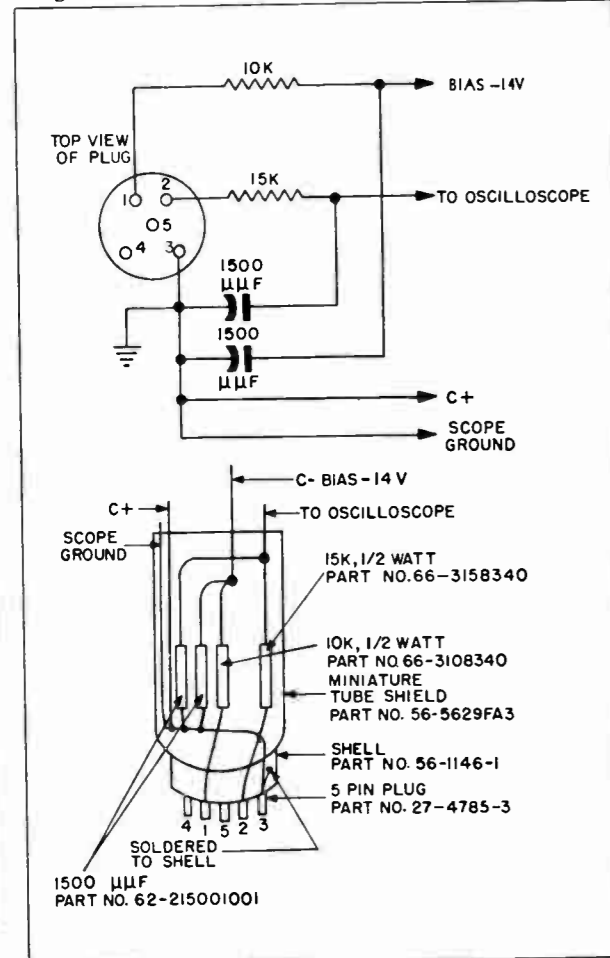 10K
BIAS -14V
TOP VIEW
OF PLUG
1
2
15K
TO OSCILLOSCOPE
5
4
3
1500
μμF
1500
μμF
C+
SCOPE
GROUND
C- BIAS-14 V
C+
TO OSCILLOSCOPE
SCOPE
GROUND
15K, 1/2 WATT
PART NO. 66-3158340
10K, 1/2 WATT
PART NO. 66-3108340
MINIATURE
TUBE SHIELD
PART NO. 56-5629FA3
SHELL
PART NO. 56-1146-1
5 PIN PLUG
PART NO. 27-4785-3
4 1 5 2 3
SOLDERED
TO SHELL
1500 μμF
PART NO. 62-215001001